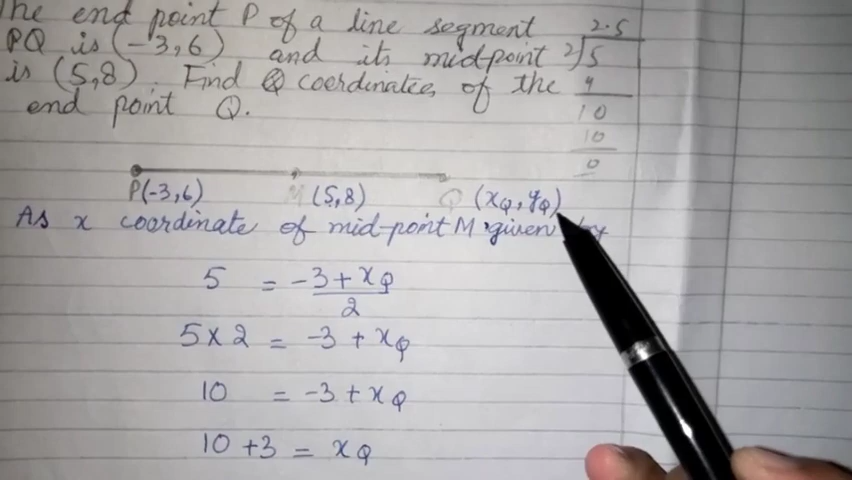 The end point P of a line segment
PQ is (-3,6) and its midpoint
is (5,8). Find coordinates of the
end point Q.
2.5
2)5
4
10
10
0
P(-3,6) M (5,8) Q (xQ, yQ)
As x coordinate of mid-point M given by
5 = -3 + xQ
2
5×2 = -3 + xQ
10 = -3 + xQ
10 + 3 = xQ